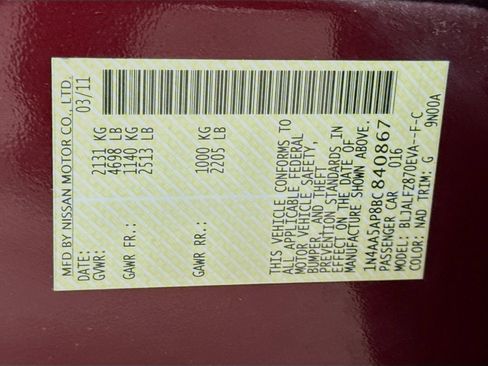 MFD BY NISSAN MOTOR CO., LTD.
DATE: 03/11
GVWR: 2131 KG
4698 LB
GAWR FR.: 1140 KG
2513 LB
GAWR RR.: 1000 KG
2205 LB
THIS VEHICLE CONFORMS TO
ALL APPLICABLE FEDERAL
MOTOR VEHICLE SAFETY,
BUMPER, AND THEFT
PREVENTION STANDARDS IN
EFFECT ON THE DATE OF
MANUFACTURE SHOWN ABOVE.
1N4AA5AP8BC840867
PASSENGER CAR 016
MODEL: BLJALFZ870EVA--F-C
COLOR: NAD TRIM: G 9N00A